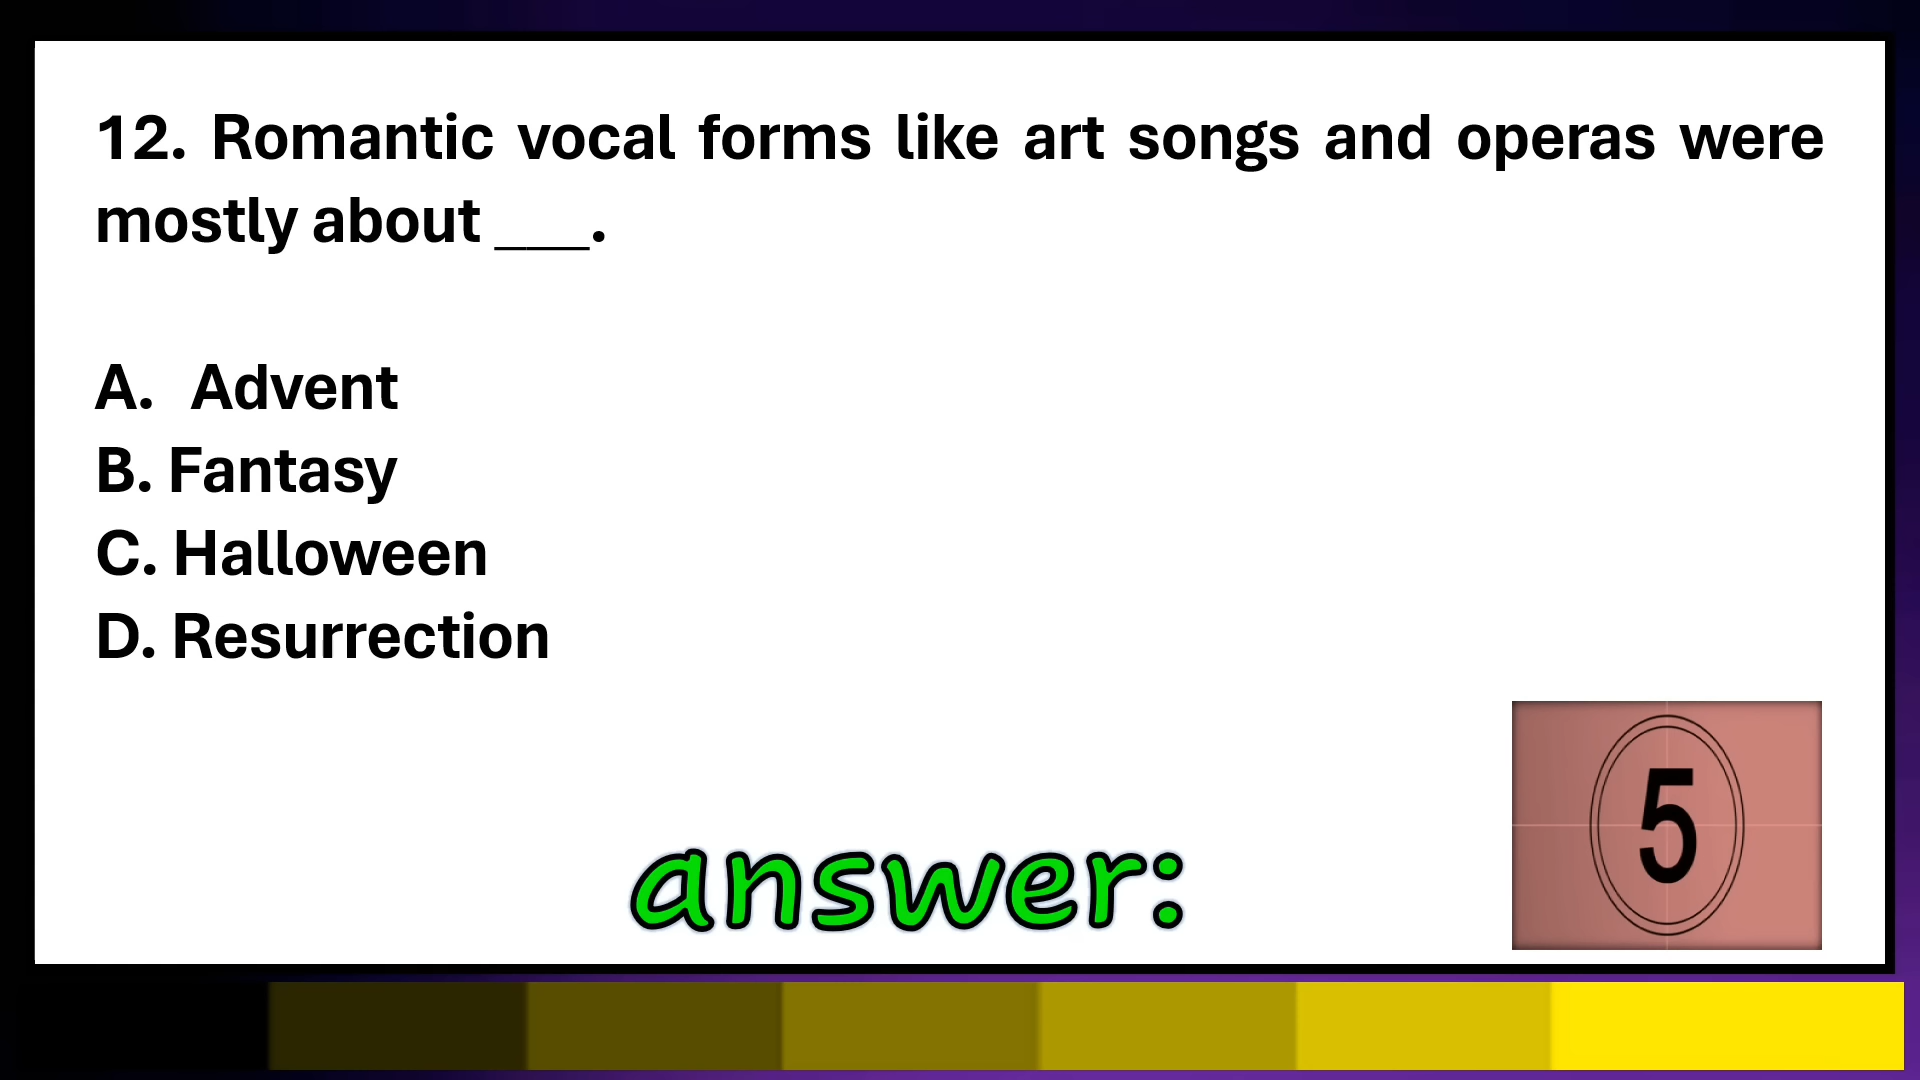 12. Romantic vocal forms like art songs and operas were
mostly about ___.
A. Advent
B. Fantasy
C. Halloween
D. Resurrection
answer:
5